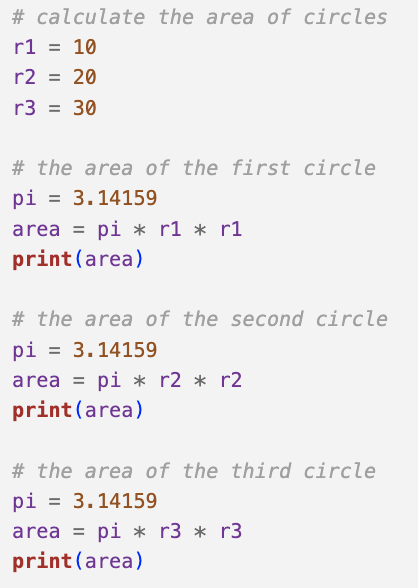 # calculate the area of circles
r1 = 10
r2 = 20
r3 = 30
# the area of the first circle
pi = 3.14159
area = pi * r1 * r1
print(area)
# the area of the second circle
pi = 3.14159
area = pi * r2 * r2
print(area)
# the area of the third circle
pi = 3.14159
area = pi * r3 * r3
print(area)